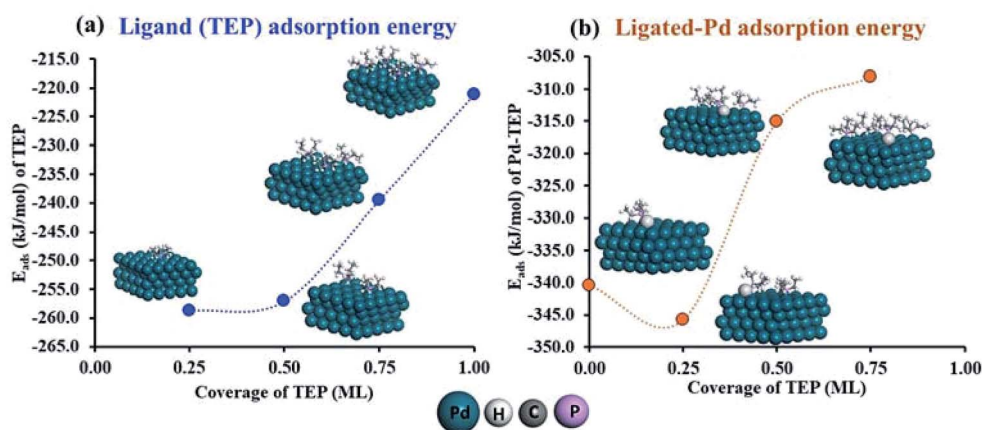 (a) Ligand (TEP) adsorption energy
-215.0
-220.0
-225.0
-230.0
-235.0
-240.0
-245.0
-250.0
-255.0
-260.0
-265.0
E_ads (kJ/mol) of TEP
0.00 0.25 0.50 0.75 1.00
Coverage of TEP (ML)
(b) Ligated-Pd adsorption energy
-305.0
-310.0
-315.0
-320.0
-325.0
-330.0
-335.0
-340.0
-345.0
-350.0
E_ads (kJ/mol) of Pd-TEP
0.00 0.25 0.50 0.75 1.00
Coverage of TEP (ML)
Pd H C P